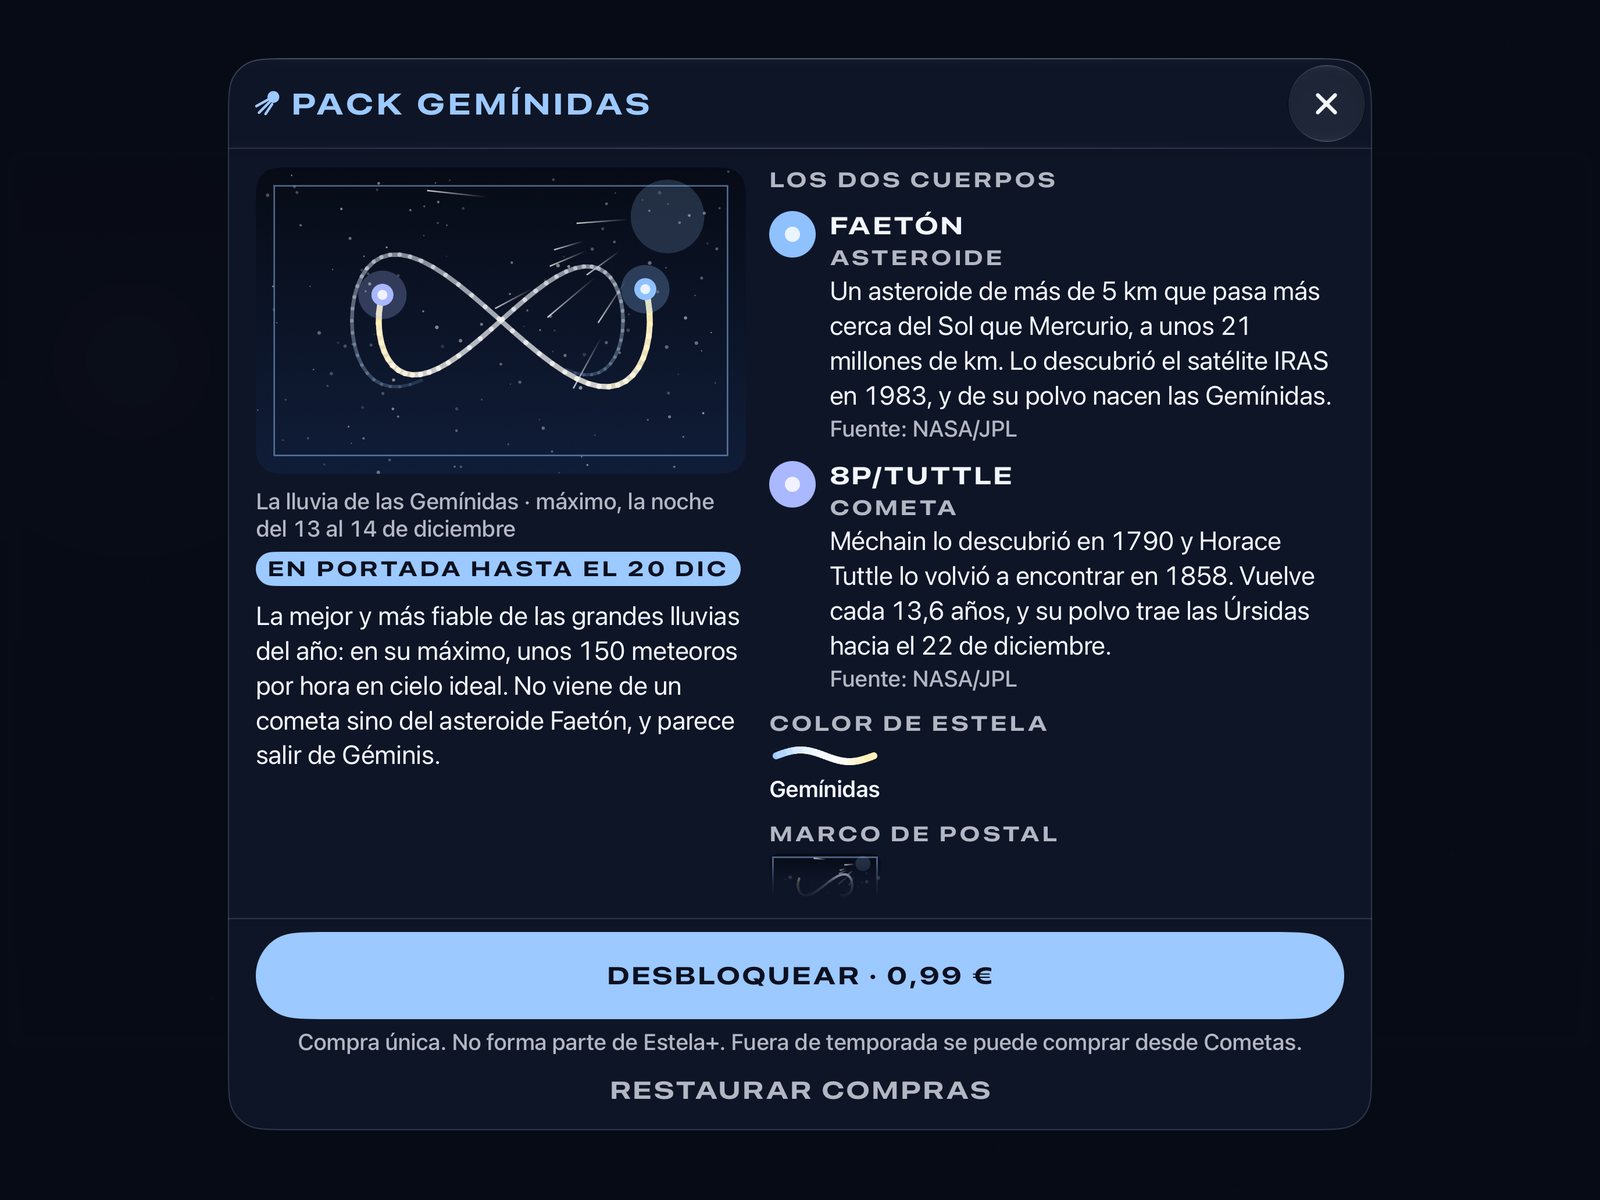 PACK GEMÍNIDAS
La lluvia de las Gemínidas · máximo, la noche
del 13 al 14 de diciembre
EN PORTADA HASTA EL 20 DIC
La mejor y más fiable de las grandes lluvias
del año: en su máximo, unos 150 meteoros
por hora en cielo ideal. No viene de un
cometa sino del asteroide Faetón, y parece
salir de Géminis.
LOS DOS CUERPOS
FAETÓN
ASTEROIDE
Un asteroide de más de 5 km que pasa más
cerca del Sol que Mercurio, a unos 21
millones de km. Lo descubrió el satélite IRAS
en 1983, y de su polvo nacen las Gemínidas.
Fuente: NASA/JPL
8P/TUTTLE
COMETA
Méchain lo descubrió en 1790 y Horace
Tuttle lo volvió a encontrar en 1858. Vuelve
cada 13,6 años, y su polvo trae las Úrsidas
hacia el 22 de diciembre.
Fuente: NASA/JPL
COLOR DE ESTELA
Gemínidas
MARCO DE POSTAL
DESBLOQUEAR · 0,99 €
Compra única. No forma parte de Estela+. Fuera de temporada se puede comprar desde Cometas.
RESTAURAR COMPRAS